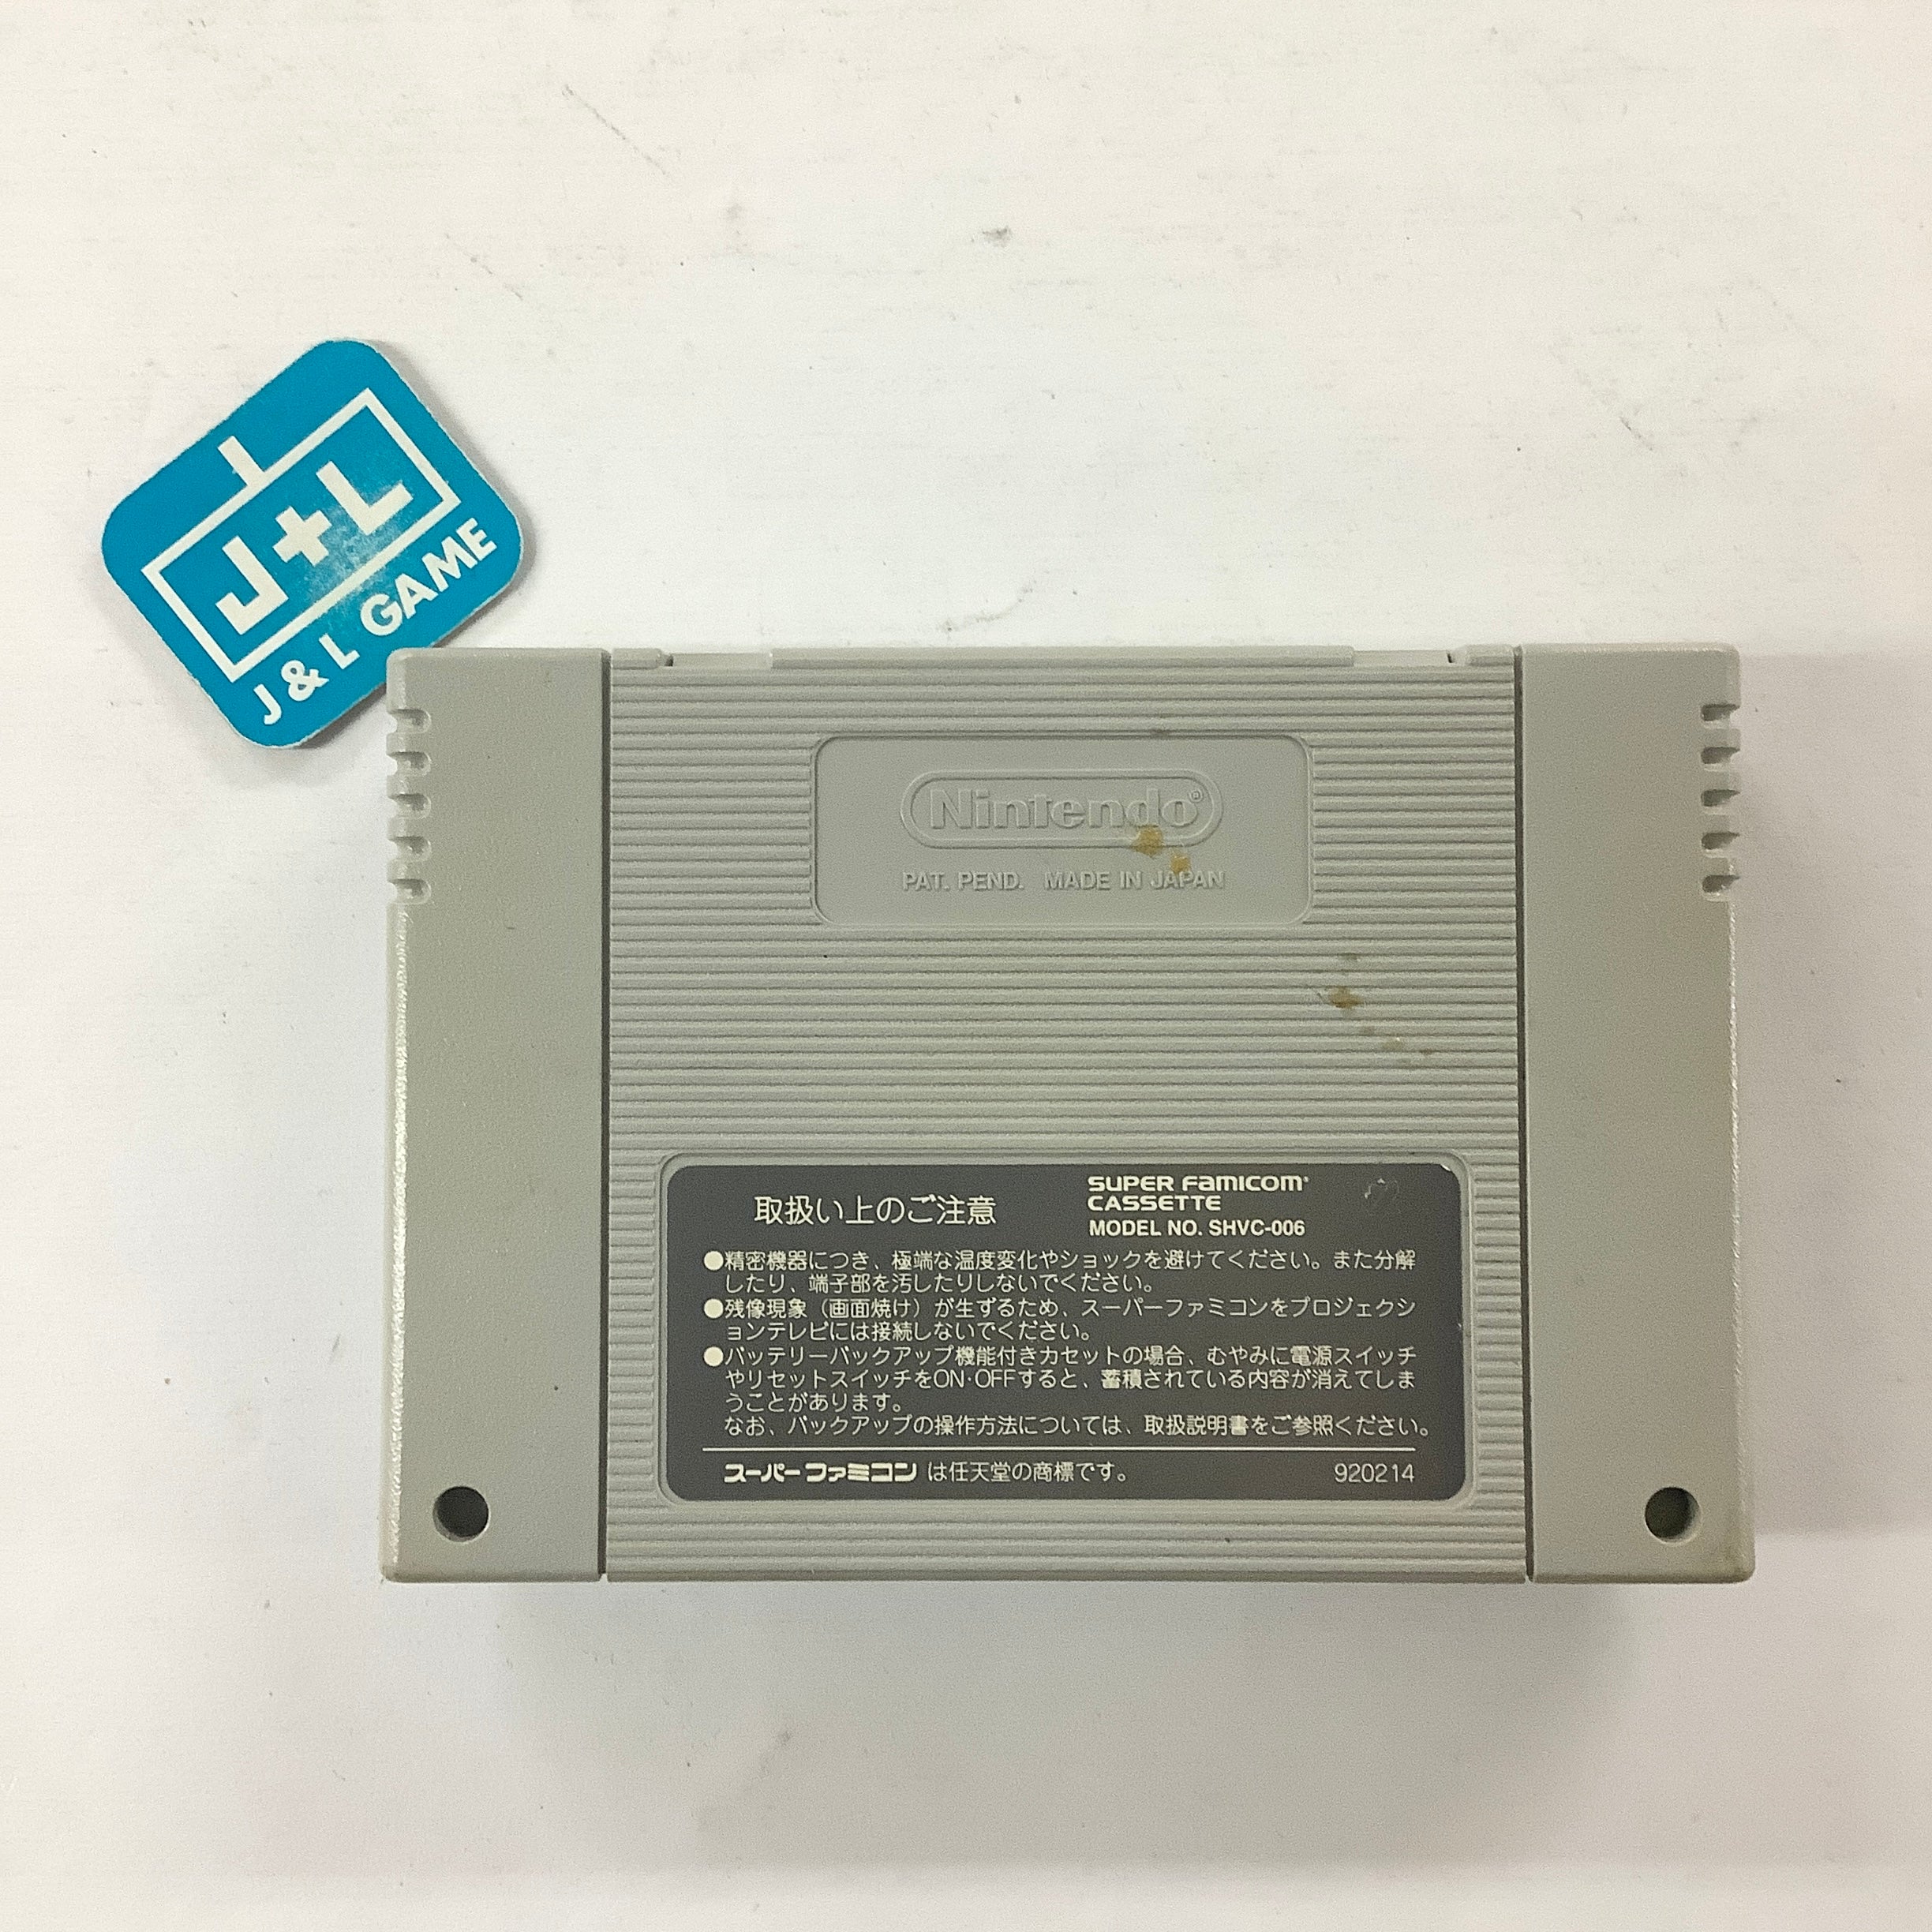 J+L
J & L GAME
Nintendo®
PAT. PEND. MADE IN JAPAN
取扱い上のご注意
SUPER FAMICOM
CASSETTE
MODEL NO. SHVC-006
●精密機器につき、極端な温度変化やショックを避けてください。また分解
したり、端子部を汚したりしないでください。
●残像現象（画面焼け）が生ずるため、スーパーファミコンをプロジェクシ
ョンテレビには接続しないでください。
●バッテリーバックアップ機能付きカセットの場合、むやみに電源スイッチ
やリセットスイッチをON·OFFすると、蓄積されている内容が消えてしま
うことがあります。
なお、バックアップの操作方法については、取扱説明書をご参照ください。
スーパーファミコン は任天堂の商標です。 920214